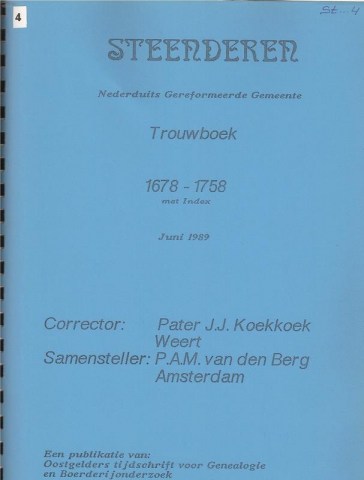 4
St-4
STEENDEREN
Nederduits Gereformeerde Gemeente
Trouwboek
1678 - 1758
met Index
Juni 1989
Corrector: Pater J.J. Koekkoek
Weert
Samensteller: P.A.M. van den Berg
Amsterdam
Een publikatie van:
Oostgelders tijdschrift voor Genealogie
en Boerderijonderzoek